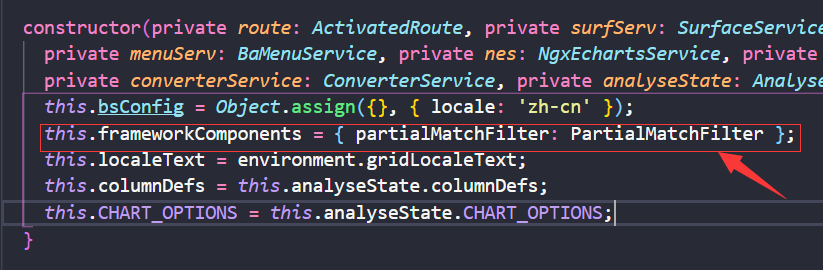 constructor(private route: ActivatedRoute, private surfServ: SurfaceService
private menuServ: BaMenuService, private nes: NgxEchartsService, private
private converterService: ConverterService, private analyseState: Analyse
this.bsConfig = Object.assign({}, { locale: 'zh-cn' });
this.frameworkComponents = { partialMatchFilter: PartialMatchFilter };
this.localeText = environment.gridLocaleText;
this.columnDefs = this.analyseState.columnDefs;
this.CHART_OPTIONS = this.analyseState.CHART_OPTIONS;
}